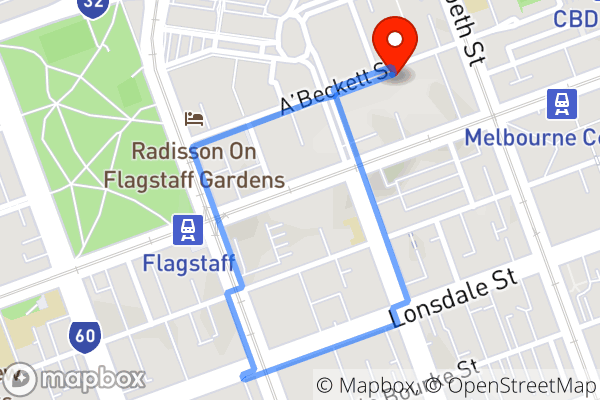 32
CBD
beth St
A'Beckett S
Radisson On
Flagstaff Gardens
Melbourne Ce
Flagstaff
Lonsdale St
60
Bourke St
mapbox
© Mapbox © OpenStreetMap